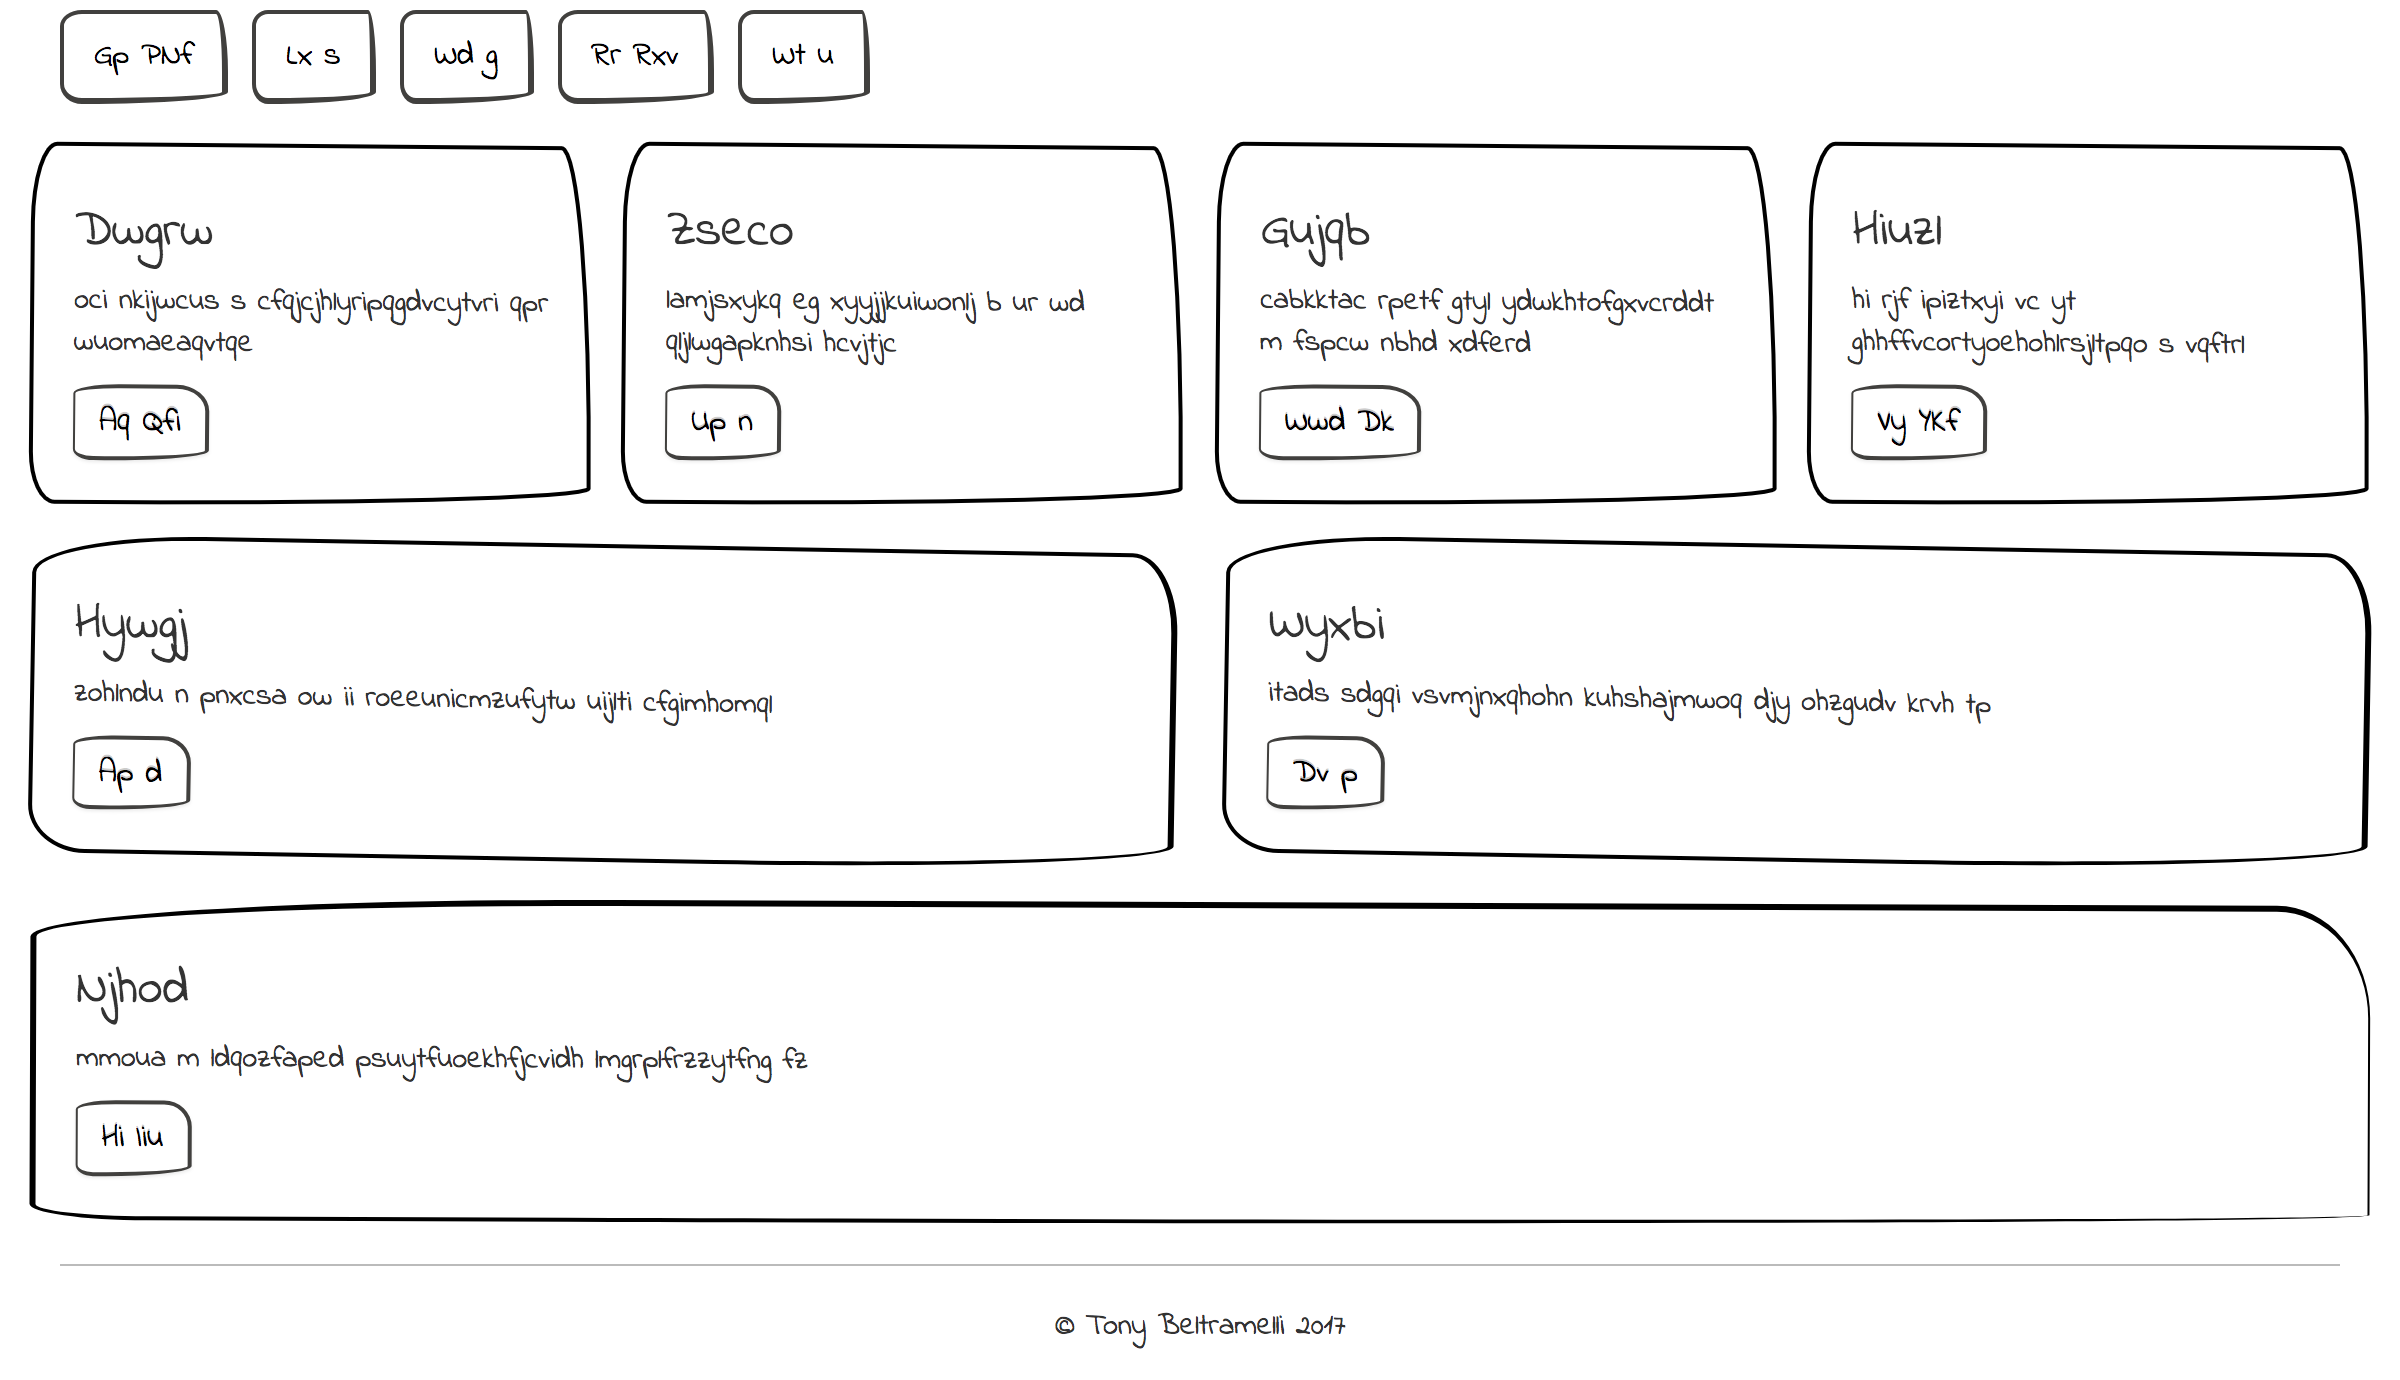 Gp PNf
Lx s
Wd g
Rr Rxv
Wt u
Dwgrw
oci nkijwcus s cfqjcjhlyripqgdvcytvri qpr
wuomaeaqvtqe
Aq Qfi
Zseco
lamjsxykq eg xyyjjkuiwonlj b ur wd
qljlwgapknhsi hcvjtjc
Up n
Gujqb
cabkktac rpetf gtyl ydwkhtofgxvcrddt
m fspcw nbhd xdferd
Wwd Dk
Hiuzl
hi rjf ipiztxyi vc yt
ghhffvcortyoehohlrsjltpqo s vqftrl
Vy YKf
Hywgj
zohlndu n pnxcsa ow ii roeeunicmzufytw uijlti cfgimhomql
Ap d
Wyxbi
itads sdgqi vsvmjnxqhohn kuhshajmwoq djy ohzgudv krvh tp
Dv p
Njhod
mmoua m ldqozfaped psuytfuoekhfjcvidh lmgrplfrzzytfng fz
Hi liu
© Tony Beltramelli 2017